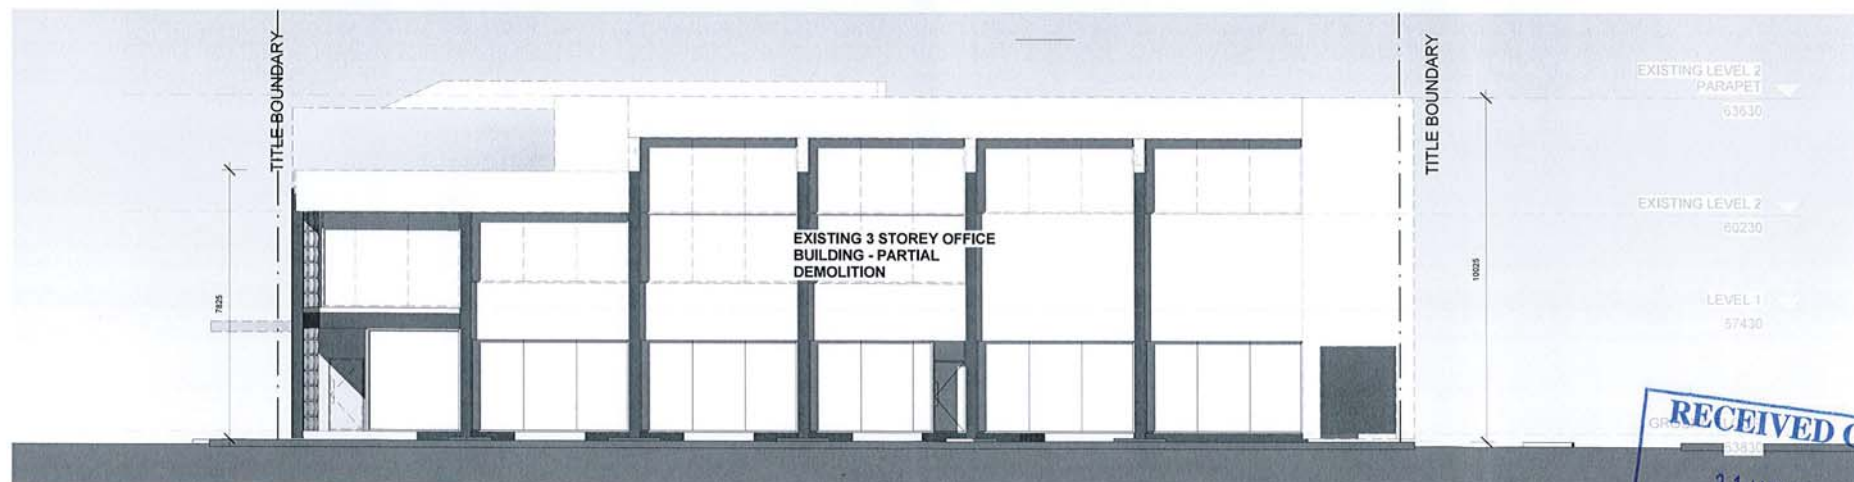 TITLE BOUNDARY
TITLE BOUNDARY
EXISTING LEVEL 2
PARAPET
63630
EXISTING LEVEL 2
60230
EXISTING 3 STOREY OFFICE
BUILDING - PARTIAL
DEMOLITION
7825
10025
LEVEL 1
57430
RECEIVED
53830